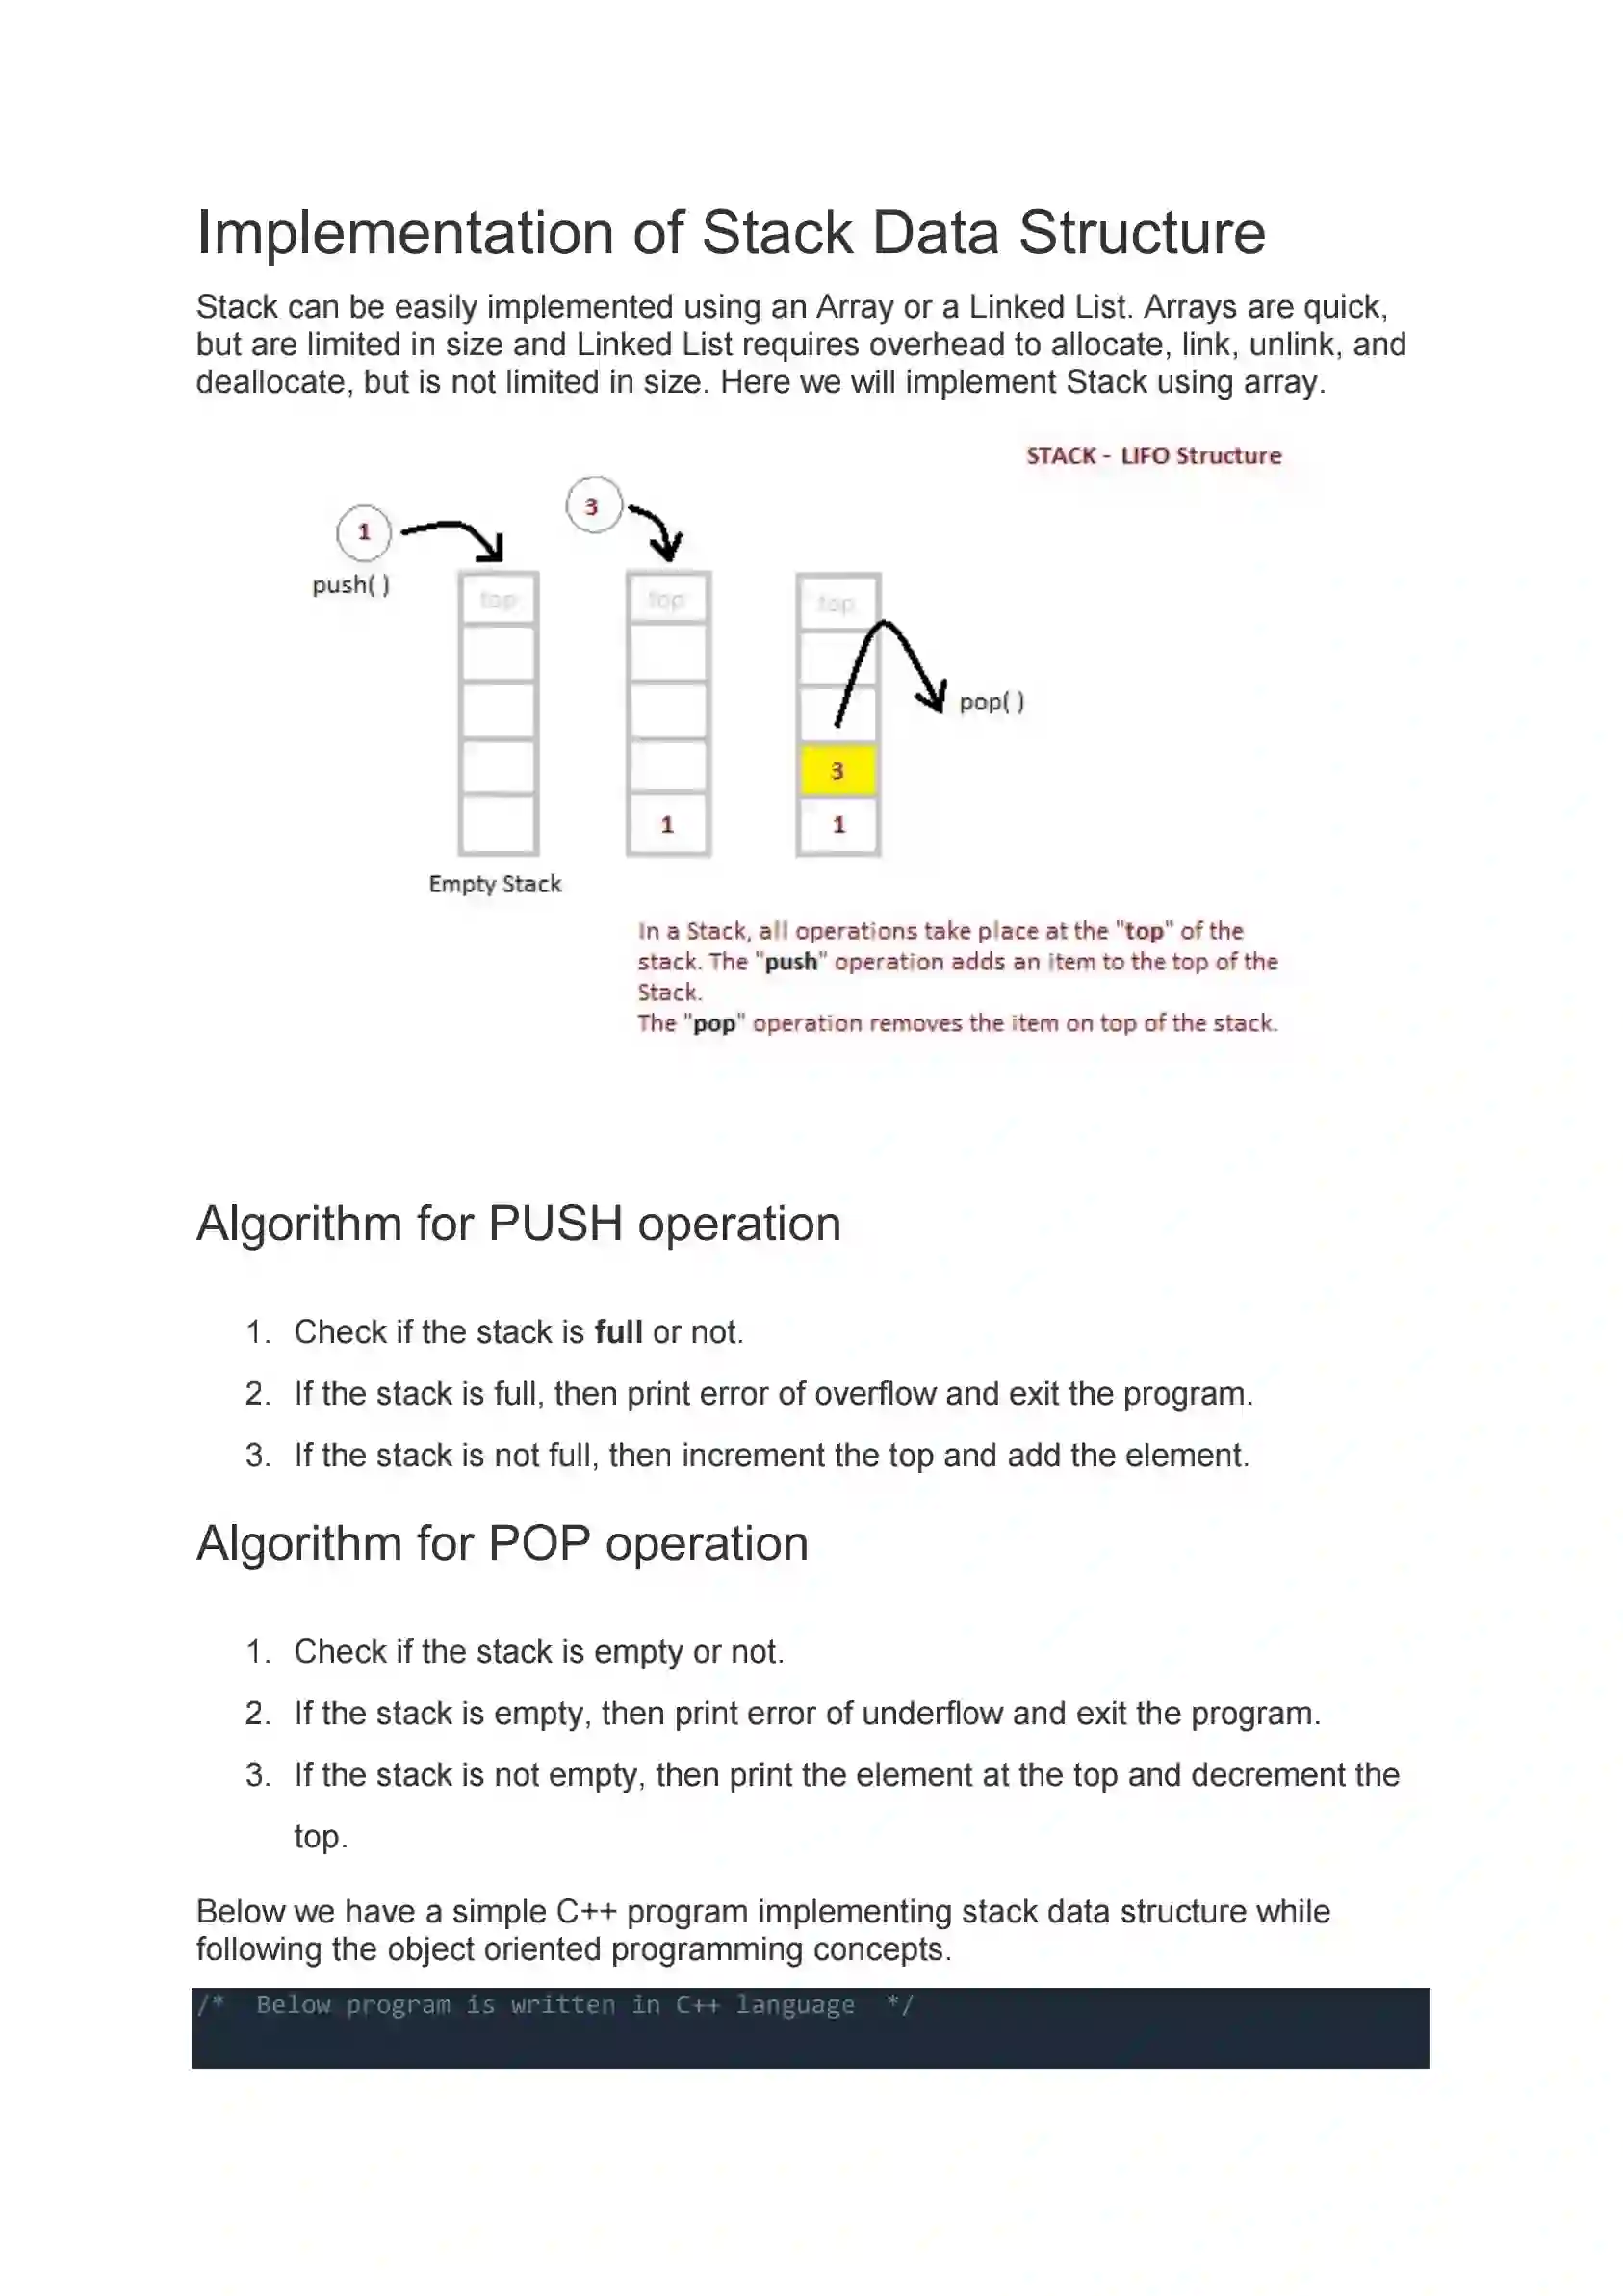 Implementation of Stack Data Structure
Stack can be easily implemented using an Array or a Linked List. Arrays are quick,
but are limited in size and Linked List requires overhead to allocate, link, unlink, and
deallocate, but is not limited in size. Here we will implement Stack using array.
STACK - LIFO Structure
1
3
push( )
top
top
top
pop( )
3
1
1
Empty Stack
In a Stack, all operations take place at the "top" of the
stack. The "push" operation adds an item to the top of the
Stack.
The "pop" operation removes the item on top of the stack.
Algorithm for PUSH operation
1. Check if the stack is full or not.
2. If the stack is full, then print error of overflow and exit the program.
3. If the stack is not full, then increment the top and add the element.
Algorithm for POP operation
1. Check if the stack is empty or not.
2. If the stack is empty, then print error of underflow and exit the program.
3. If the stack is not empty, then print the element at the top and decrement the
top.
Below we have a simple C++ program implementing stack data structure while
following the object oriented programming concepts.
/*  Below program is written in C++ language  */